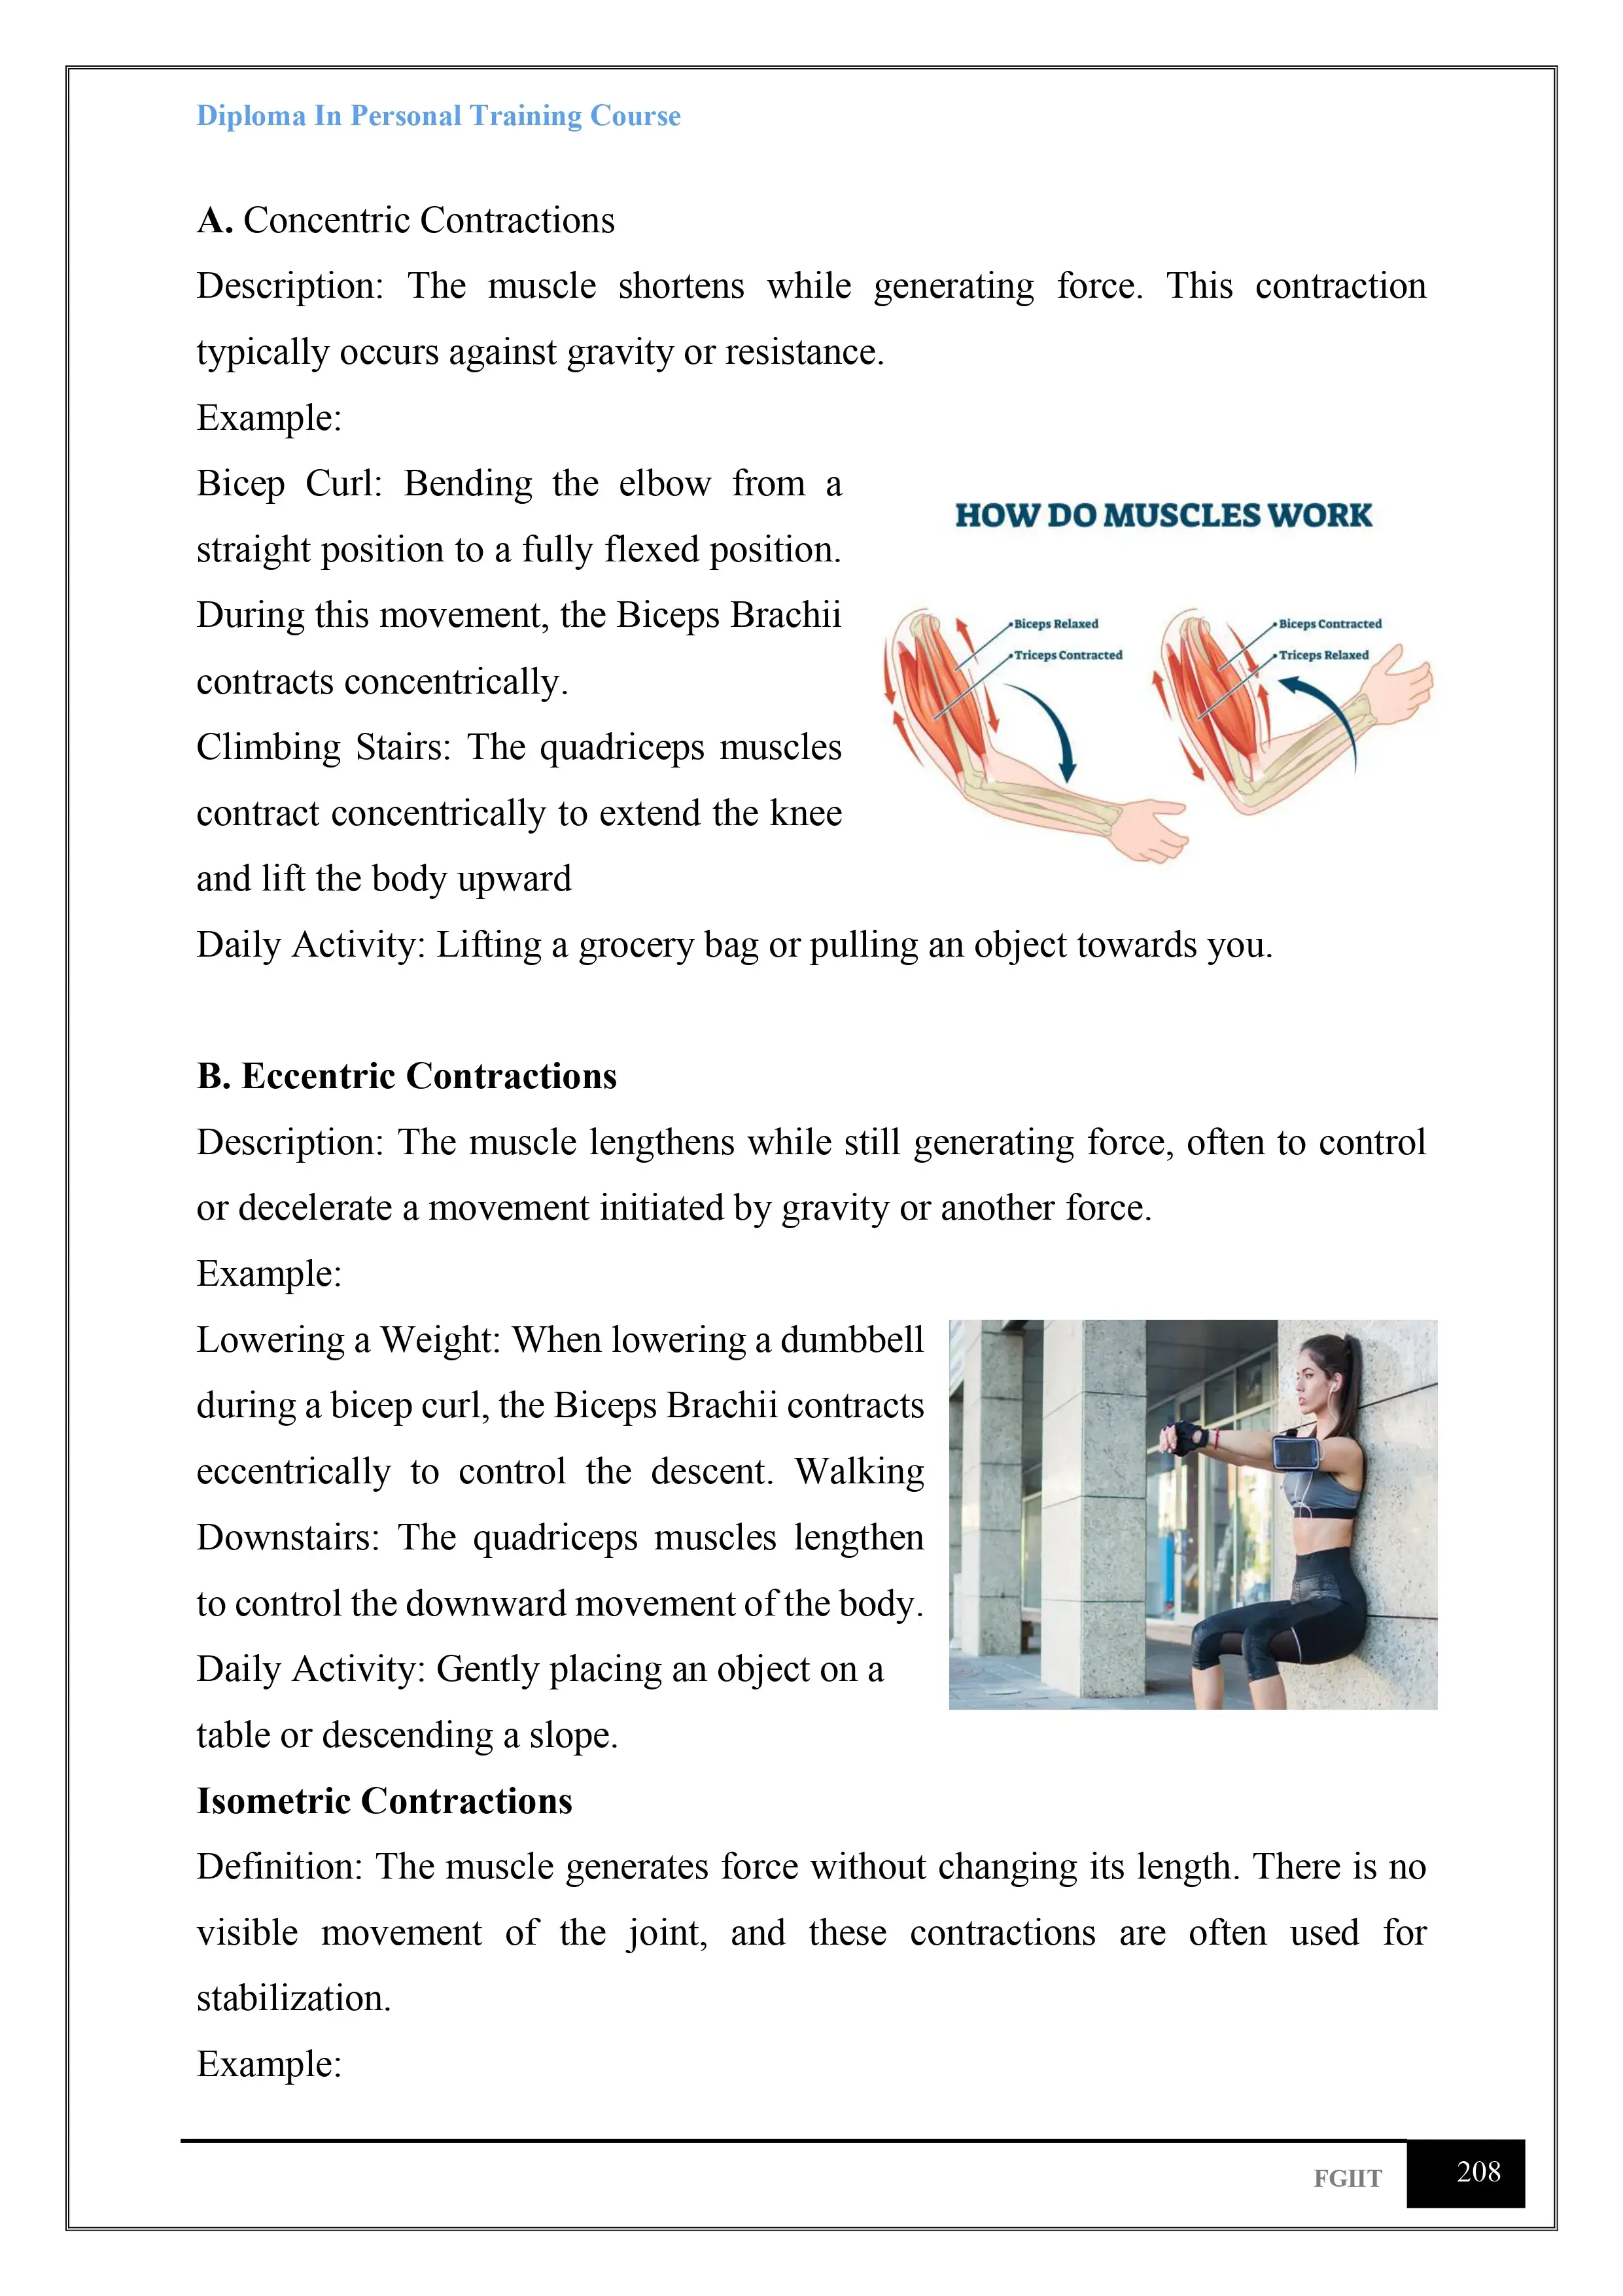 Diploma In Personal Training Course
A. Concentric Contractions
Description: The muscle shortens while generating force. This contraction
typically occurs against gravity or resistance.
Example:
Bicep Curl: Bending the elbow from a
straight position to a fully flexed position.
During this movement, the Biceps Brachii
contracts concentrically.
Climbing Stairs: The quadriceps muscles
contract concentrically to extend the knee
and lift the body upward
HOW DO MUSCLES WORK
Biceps Relaxed
Triceps Contracted
Biceps Contracted
Triceps Relaxed
Daily Activity: Lifting a grocery bag or pulling an object towards you.
B. Eccentric Contractions
Description: The muscle lengthens while still generating force, often to control
or decelerate a movement initiated by gravity or another force.
Example:
Lowering a Weight: When lowering a dumbbell
during a bicep curl, the Biceps Brachii contracts
eccentrically to control the descent. Walking
Downstairs: The quadriceps muscles lengthen
to control the downward movement of the body.
Daily Activity: Gently placing an object on a
table or descending a slope.
Isometric Contractions
Definition: The muscle generates force without changing its length. There is no
visible movement of the joint, and these contractions are often used for
stabilization.
Example:
FGIIT
208